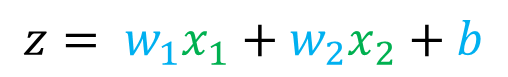 z = w₁x₁ + w₂x₂ + b